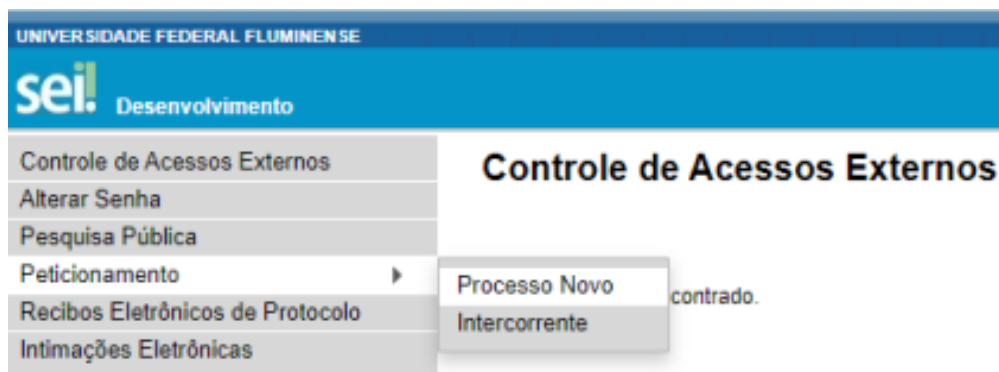 UNIVERSIDADE FEDERAL FLUMINENSE
sei! Desenvolvimento
Controle de Acessos Externos
Alterar Senha
Pesquisa Pública
Peticionamento
Recibos Eletrônicos de Protocolo
Intimações Eletrônicas
Controle de Acessos Externos
Processo Novo
Intercorrente
contrado.